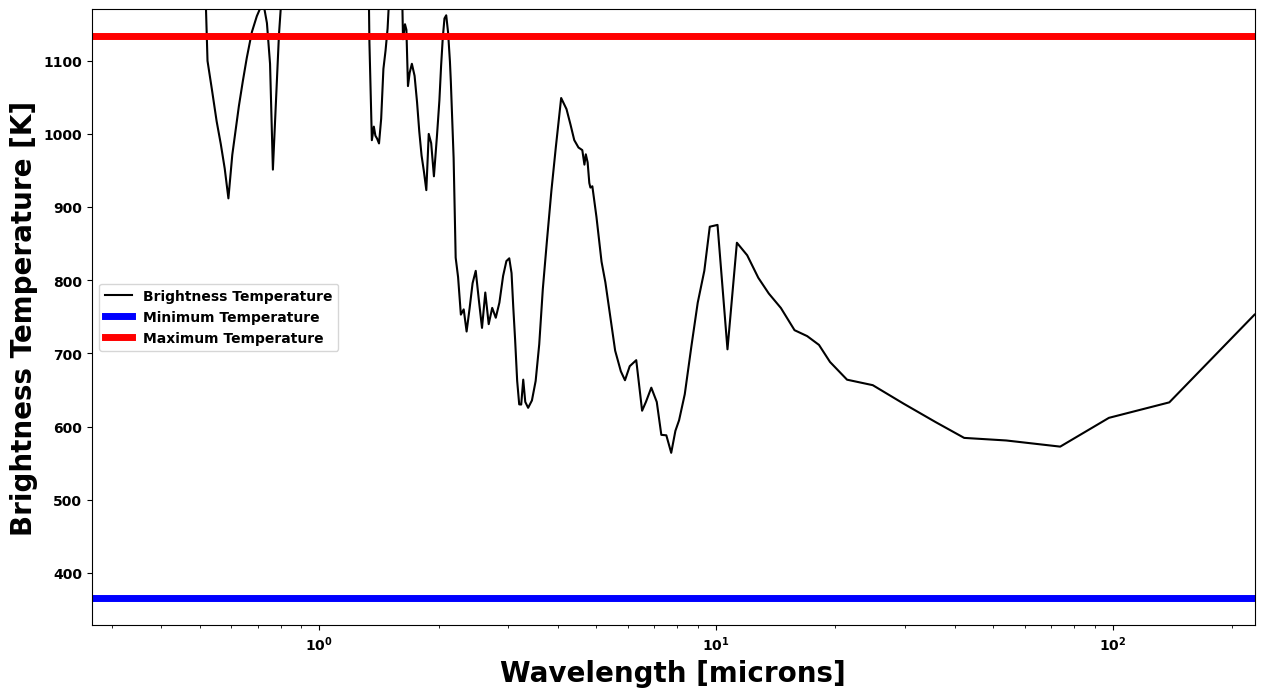 Brightness Temperature [K]
1100
1000
900
800
700
600
500
400
Brightness Temperature
Minimum Temperature
Maximum Temperature
10⁰
10¹
10²
Wavelength [microns]